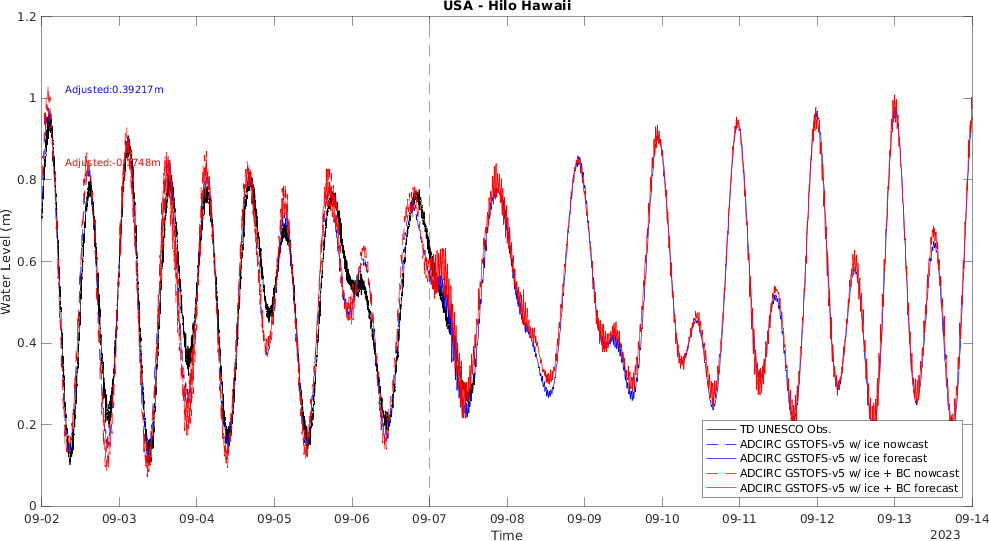 USA - Hilo Hawaii
1.2
1
0.8
0.6
0.4
0.2
0
Water Level (m)
Adjusted:0.39217m
TD UNESCO Obs.
ADCIRC GSTOFS-v5 w/ ice nowcast
ADCIRC GSTOFS-v5 w/ ice forecast
ADCIRC GSTOFS-v5 w/ ice + BC nowcast
ADCIRC GSTOFS-v5 w/ ice + BC forecast
09-02 09-03 09-04 09-05 09-06 09-07 09-08 09-09 09-10 09-11 09-12 09-13 09-14
Time
2023